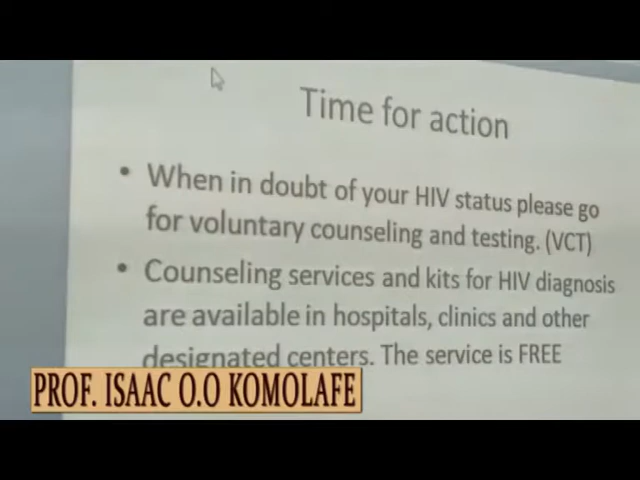 Time for action
• When in doubt of your HIV status please go
for voluntary counseling and testing. (VCT)
• Counseling services and kits for HIV diagnosis
are available in hospitals, clinics and other
designated centers. The service is FREE
PROF. ISAAC O.O KOMOLAFE